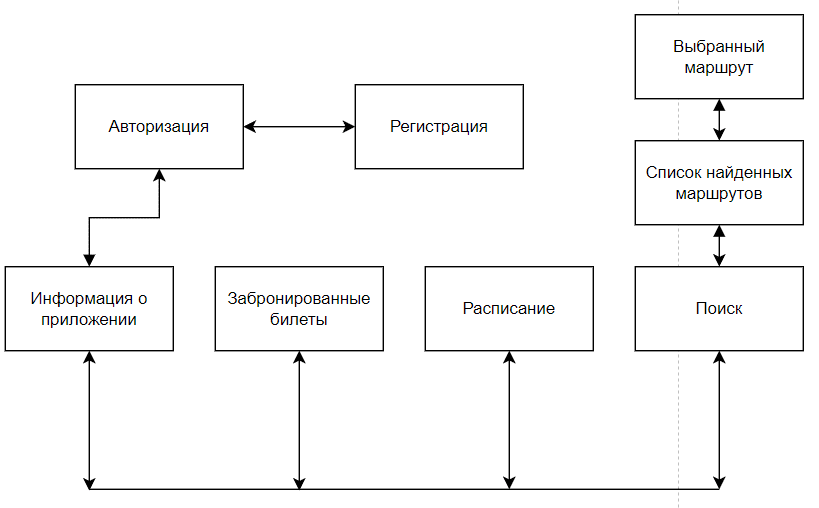 Выбранный
маршрут
Авторизация
Регистрация
Список найденных
маршрутов
Информация о
приложении
Забронированные
билеты
Расписание
Поиск